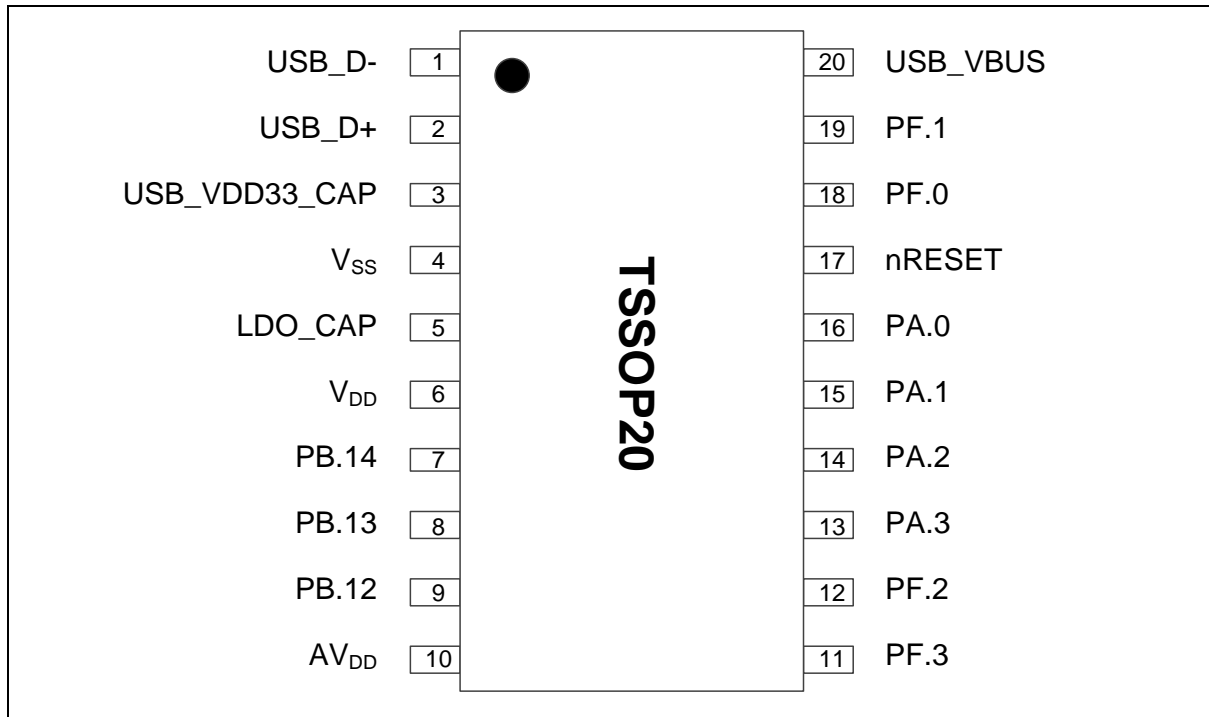 USB_D- 1 20 USB_VBUS
USB_D+ 2 19 PF.1
USB_VDD33_CAP 3 18 PF.0
VSS 4 17 nRESET
LDO_CAP 5 16 PA.0
VDD 6 15 PA.1
PB.14 7 14 PA.2
PB.13 8 13 PA.3
PB.12 9 12 PF.2
AVDD 10 11 PF.3
TSSOP20